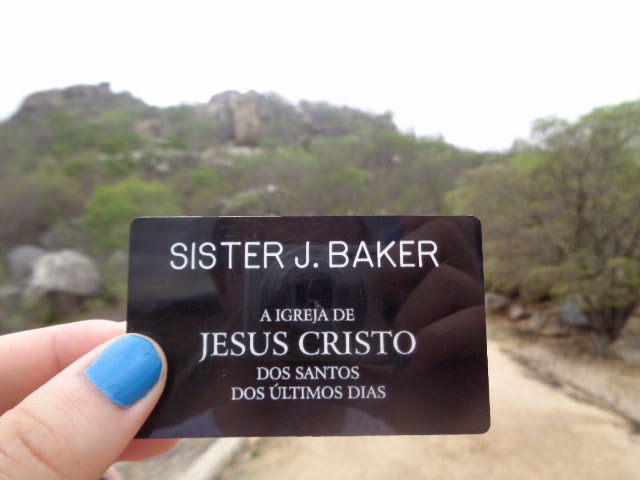 SISTER J. BAKER
A IGREJA DE
JESUS CRISTO
DOS SANTOS
DOS ÚLTIMOS DIAS